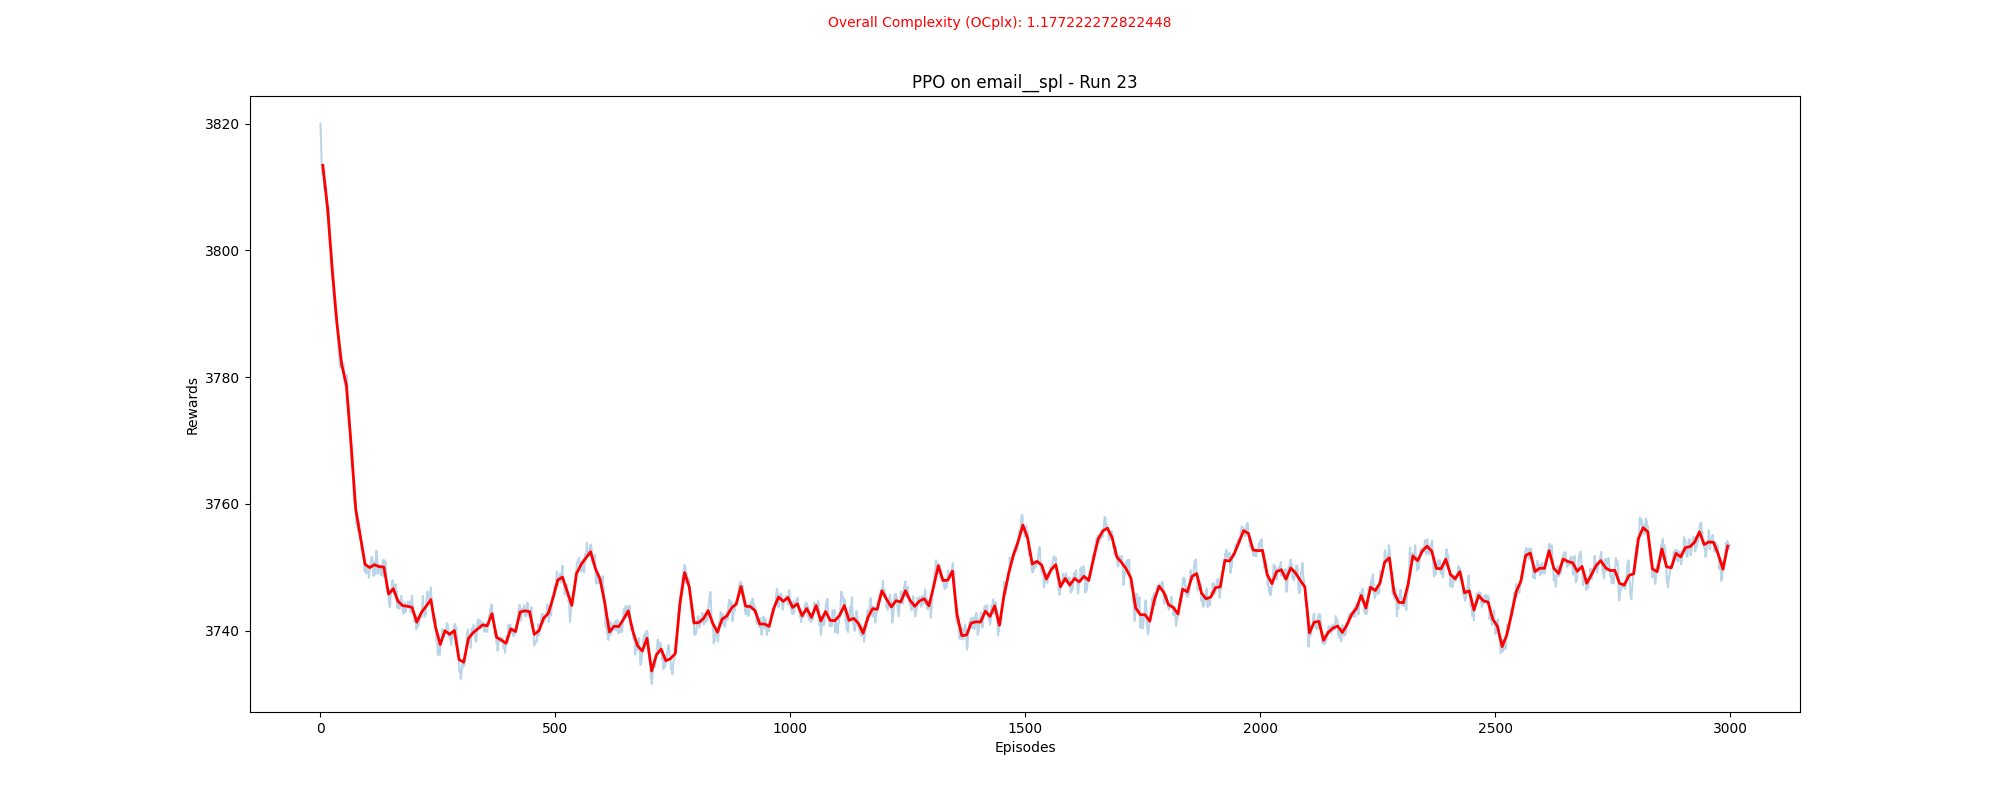 Overall Complexity (OCplx): 1.177222272822448
PPO on email__spl - Run 23
Rewards
3820
3800
3780
3760
3740
0 500 1000 1500 2000 2500 3000
Episodes